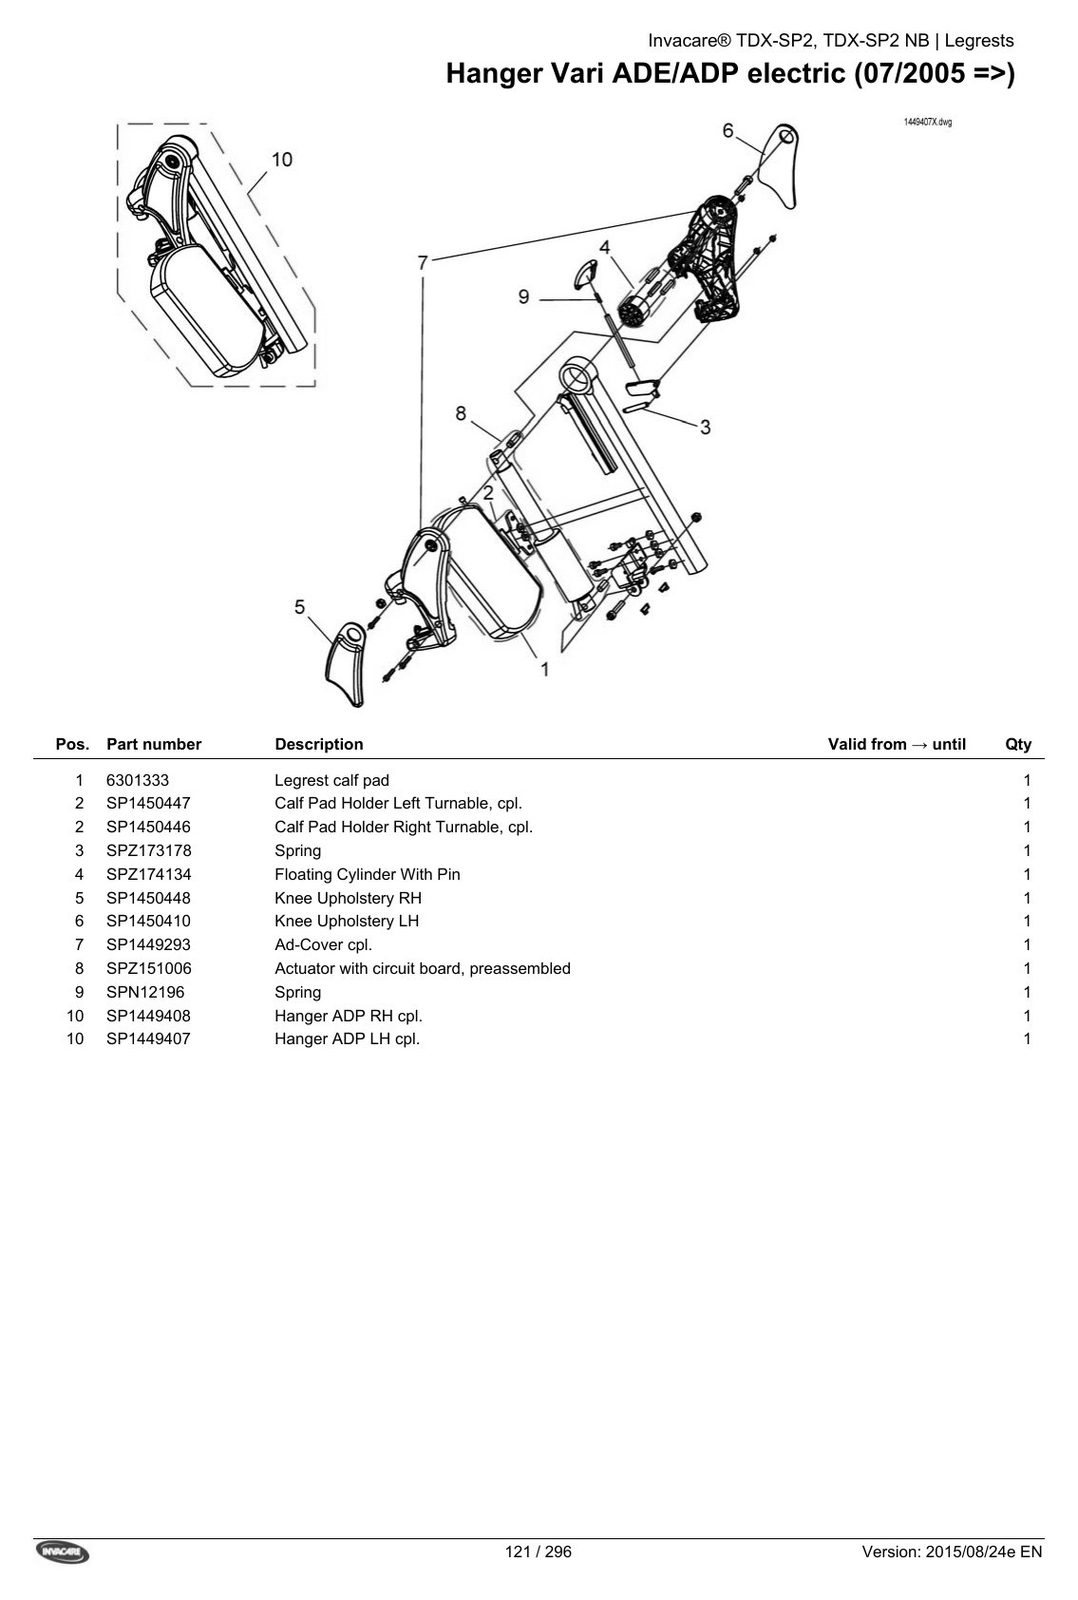 Invacare® TDX-SP2, TDX-SP2 NB | Legrests
Hanger Vari ADE/ADP electric (07/2005 =>)
1449407X.dwg
6
10
7
4
9
8
3
2
5
1
Pos. Part number Description Valid from → until Qty
1 6301333 Legrest calf pad 1
2 SP1450447 Calf Pad Holder Left Turnable, cpl. 1
2 SP1450446 Calf Pad Holder Right Turnable, cpl. 1
3 SPZ173178 Spring 1
4 SPZ174134 Floating Cylinder With Pin 1
5 SP1450448 Knee Upholstery RH 1
6 SP1450410 Knee Upholstery LH 1
7 SP1449293 Ad-Cover cpl. 1
8 SPZ151006 Actuator with circuit board, preassembled 1
9 SPN12196 Spring 1
10 SP1449408 Hanger ADP RH cpl. 1
10 SP1449407 Hanger ADP LH cpl. 1
INVACARE 121 / 296 Version: 2015/08/24e EN